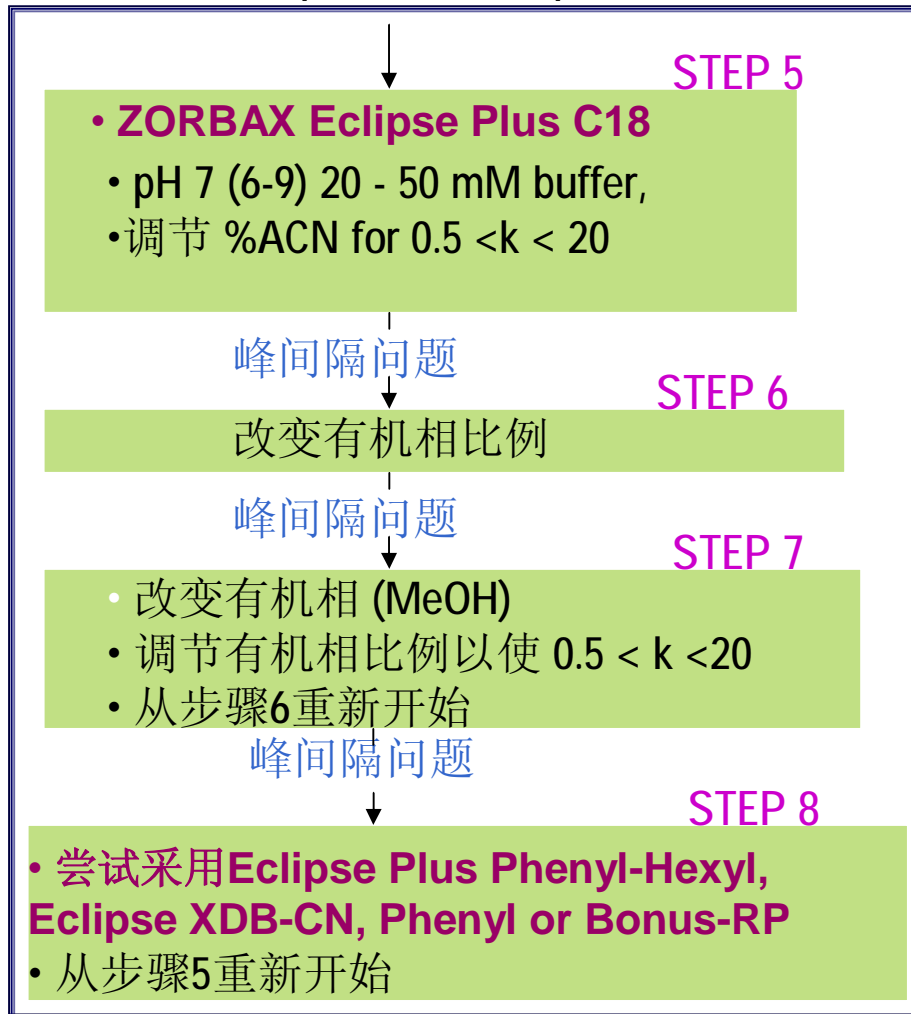 STEP 5
• ZORBAX Eclipse Plus C18
• pH 7 (6-9) 20 - 50 mM buffer,
•调节 %ACN for 0.5 <k < 20
峰间隔问题
STEP 6
改变有机相比例
峰间隔问题
STEP 7
• 改变有机相 (MeOH)
• 调节有机相比例以使 0.5 < k <20
• 从步骤6重新开始
峰间隔问题
STEP 8
• 尝试采用Eclipse Plus Phenyl-Hexyl,
Eclipse XDB-CN, Phenyl or Bonus-RP
• 从步骤5重新开始